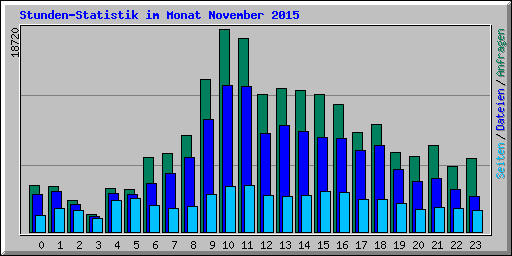 Stunden-Statistik im Monat November 2015
18720
Seiten / Dateien / Anfragen
0 1 2 3 4 5 6 7 8 9 10 11 12 13 14 15 16 17 18 19 20 21 22 23